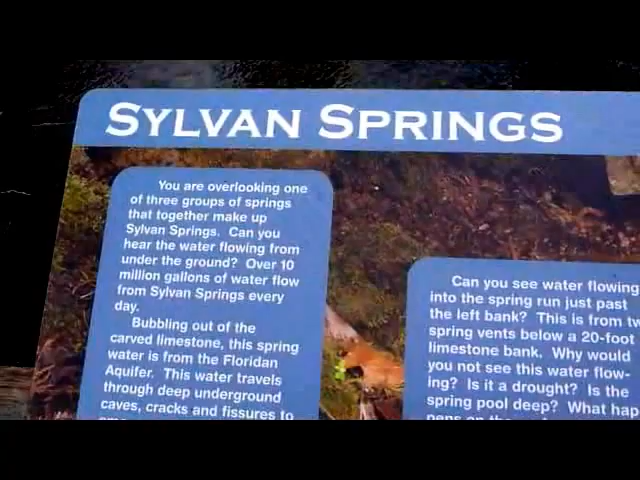 SYLVAN SPRINGS
You are overlooking one
of three groups of springs
that together make up
Sylvan Springs. Can you
hear the water flowing from
under the ground? Over 10
million gallons of water flow
from Sylvan Springs every
day.
Bubbling out of the
carved limestone, this spring
water is from the Floridan
Aquifer. This water travels
through deep underground
caves, cracks and fissures to
Can you see water flowing
into the spring run just past
the left bank? This is from
spring vents below a 20-foot
limestone bank. Why would
you not see this water flow-
ing? Is it a drought? Is the
spring pool deep? What